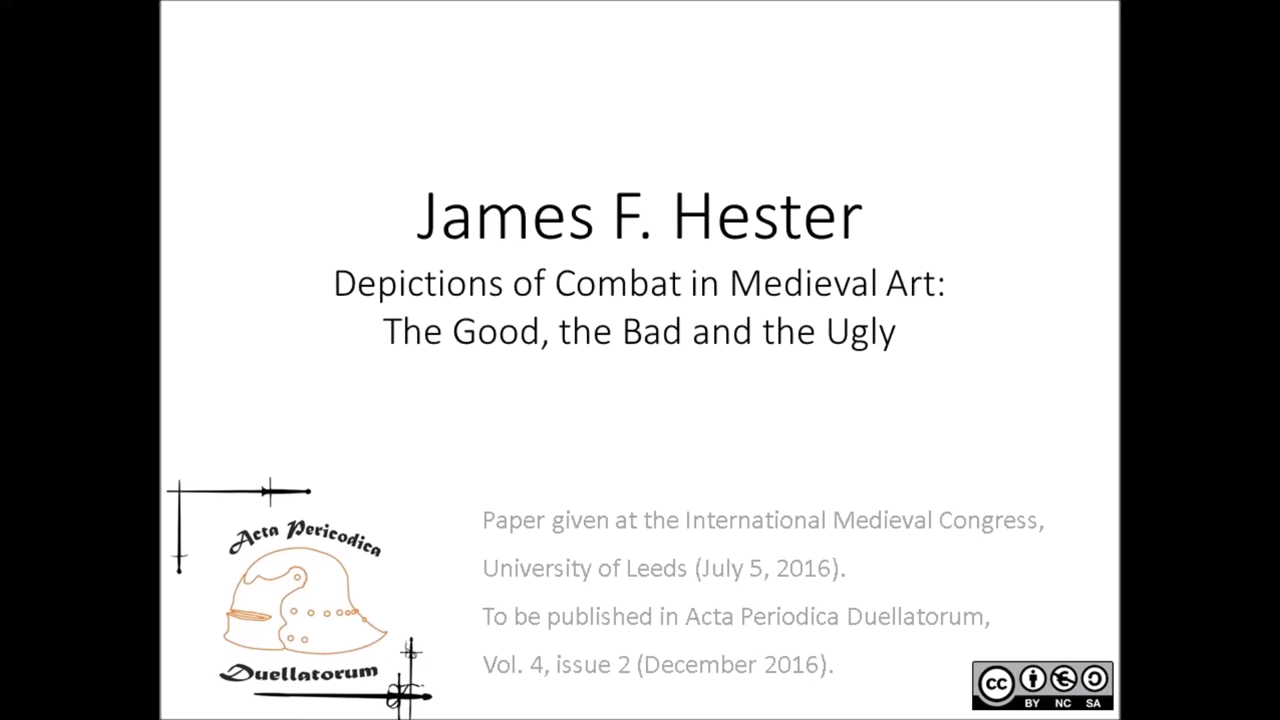 James F. Hester
Depictions of Combat in Medieval Art:
The Good, the Bad and the Ugly
Acta Pericodica
Duellatorum
Paper given at the International Medieval Congress,
University of Leeds (July 5, 2016).
To be published in Acta Periodica Duellatorum,
Vol. 4, issue 2 (December 2016).
cc
BY NC SA